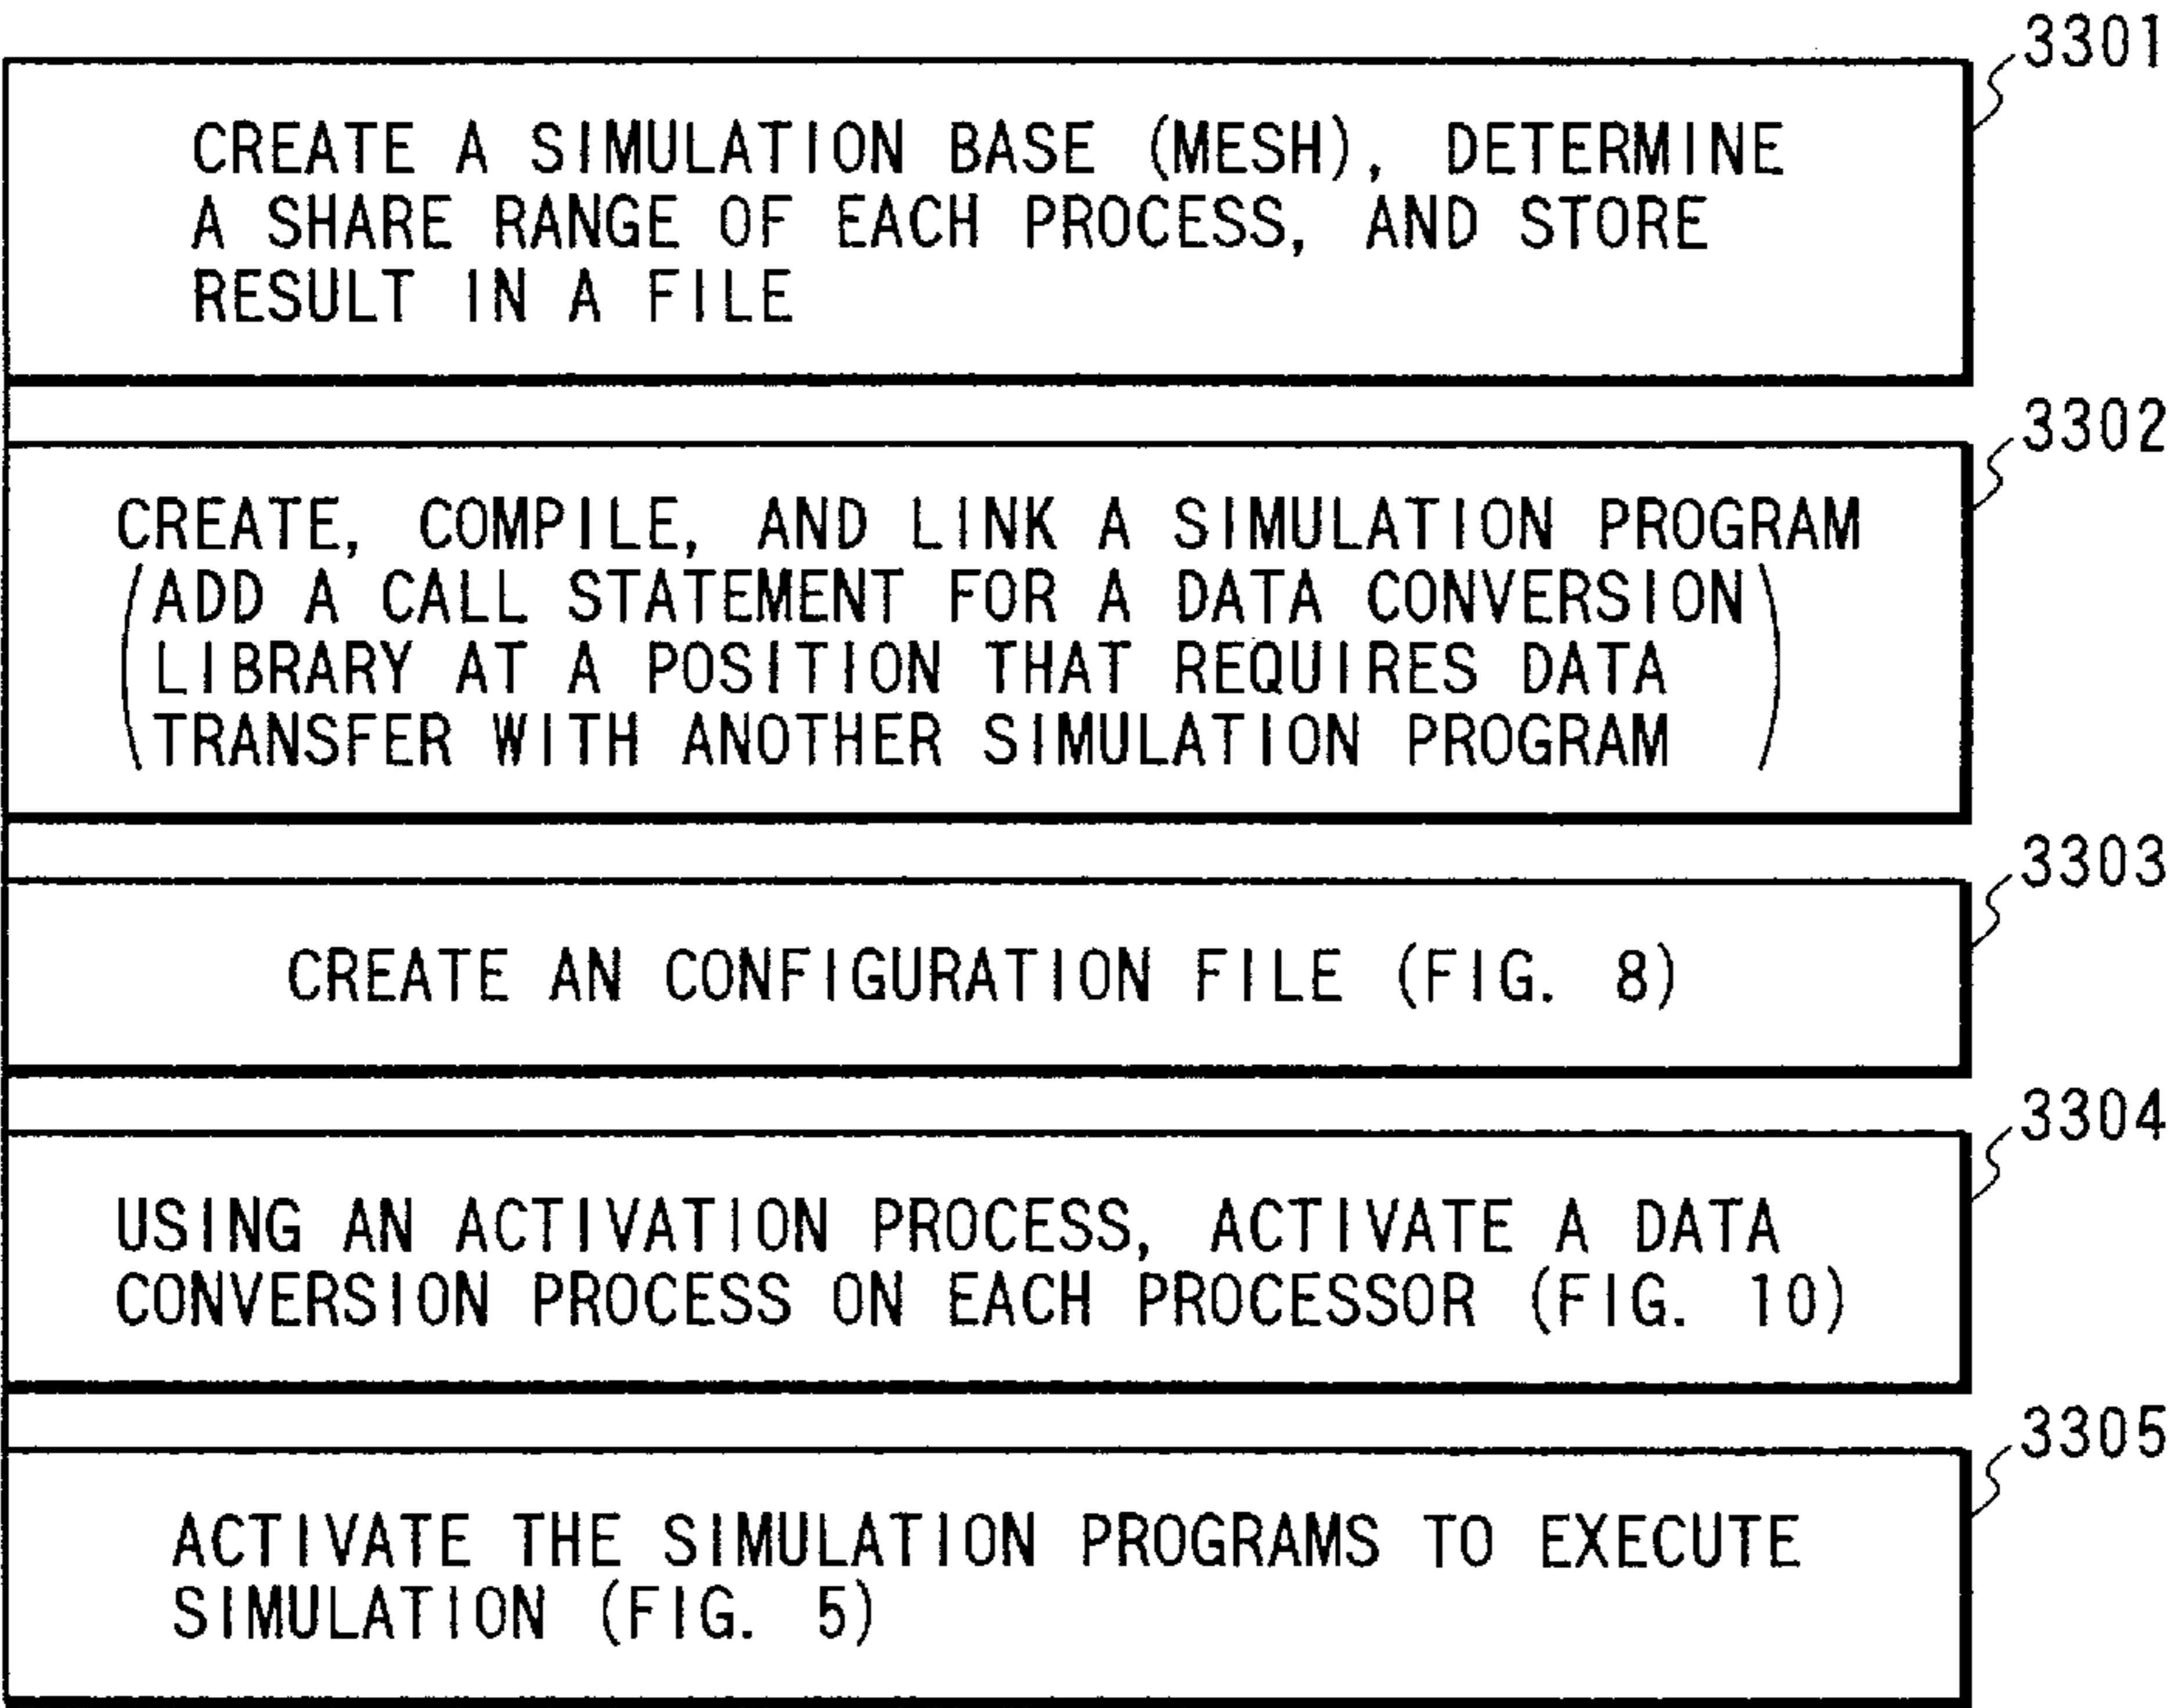 3301
CREATE A SIMULATION BASE (MESH), DETERMINE
A SHARE RANGE OF EACH PROCESS, AND STORE
RESULT IN A FILE
3302
CREATE, COMPILE, AND LINK A SIMULATION PROGRAM
(ADD A CALL STATEMENT FOR A DATA CONVERSION
LIBRARY AT A POSITION THAT REQUIRES DATA
TRANSFER WITH ANOTHER SIMULATION PROGRAM)
3303
CREATE AN CONFIGURATION FILE (FIG. 8)
3304
USING AN ACTIVATION PROCESS, ACTIVATE A DATA
CONVERSION PROCESS ON EACH PROCESSOR (FIG. 10)
3305
ACTIVATE THE SIMULATION PROGRAMS TO EXECUTE
SIMULATION (FIG. 5)